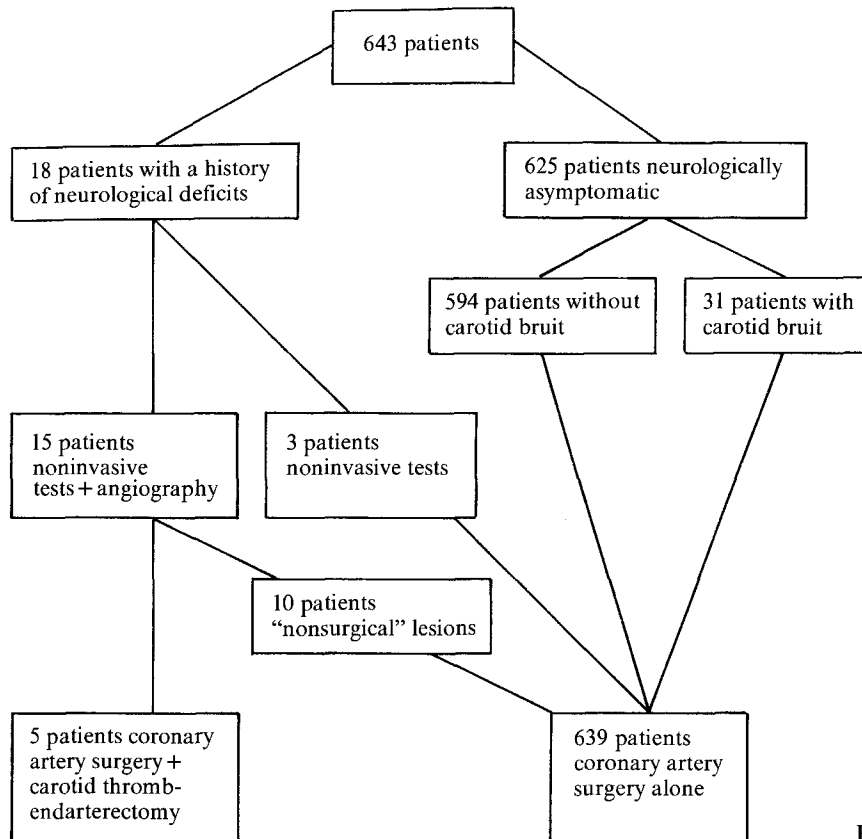 643 patients
18 patients with a history
of neurological deficits
625 patients neurologically
asymptomatic
594 patients without
carotid bruit
31 patients with
carotid bruit
15 patients
noninvasive
tests + angiography
3 patients
noninvasive tests
10 patients
“nonsurgical” lesions
5 patients coronary
artery surgery +
carotid thromb-
endarterectomy
639 patients
coronary artery
surgery alone